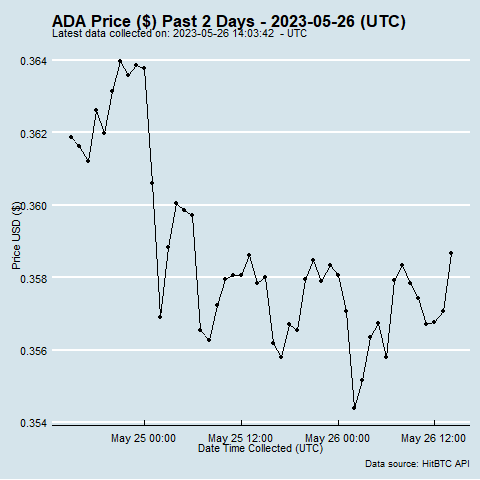 ADA Price ($) Past 2 Days - 2023-05-26 (UTC)
Latest data collected on: 2023-05-26 14:03:42  - UTC
0.364
0.362
0.360
0.358
0.356
0.354
Price USD ($)
May 25 00:00
May 25 12:00
May 26 00:00
May 26 12:00
Date Time Collected (UTC)
Data source: HitBTC API